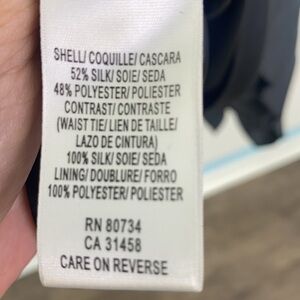 SHELL/ COQUILLE/ CASCARA
52% SILK/ SOIE/ SEDA
48% POLYESTER/ POLIESTER
CONTRAST/ CONTRASTE
(WAIST TIE/ LIEN DE TAILLE/
LAZO DE CINTURA)
100% SILK/ SOIE/ SEDA
LINING/ DOUBLURE/ FORRO
100% POLYESTER/ POLIESTER
RN 80734
CA 31458
CARE ON REVERSE